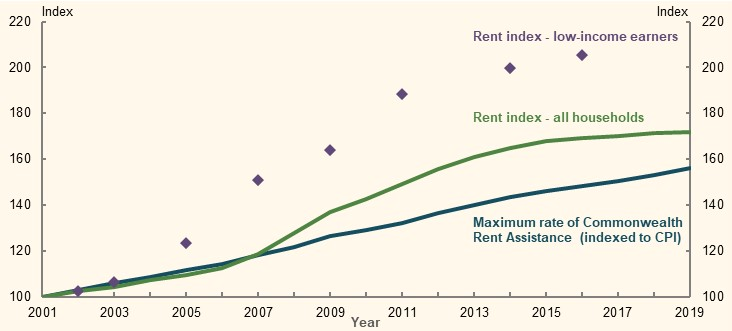 Index
Index
220
220
Rent index - low-income earners
200
200
180
180
Rent index - all households
160
160
140
140
Maximum rate of Commonwealth
Rent Assistance (indexed to CPI)
120
120
100
100
2001 2003 2005 2007 2009 2011 2013 2015 2017 2019
Year